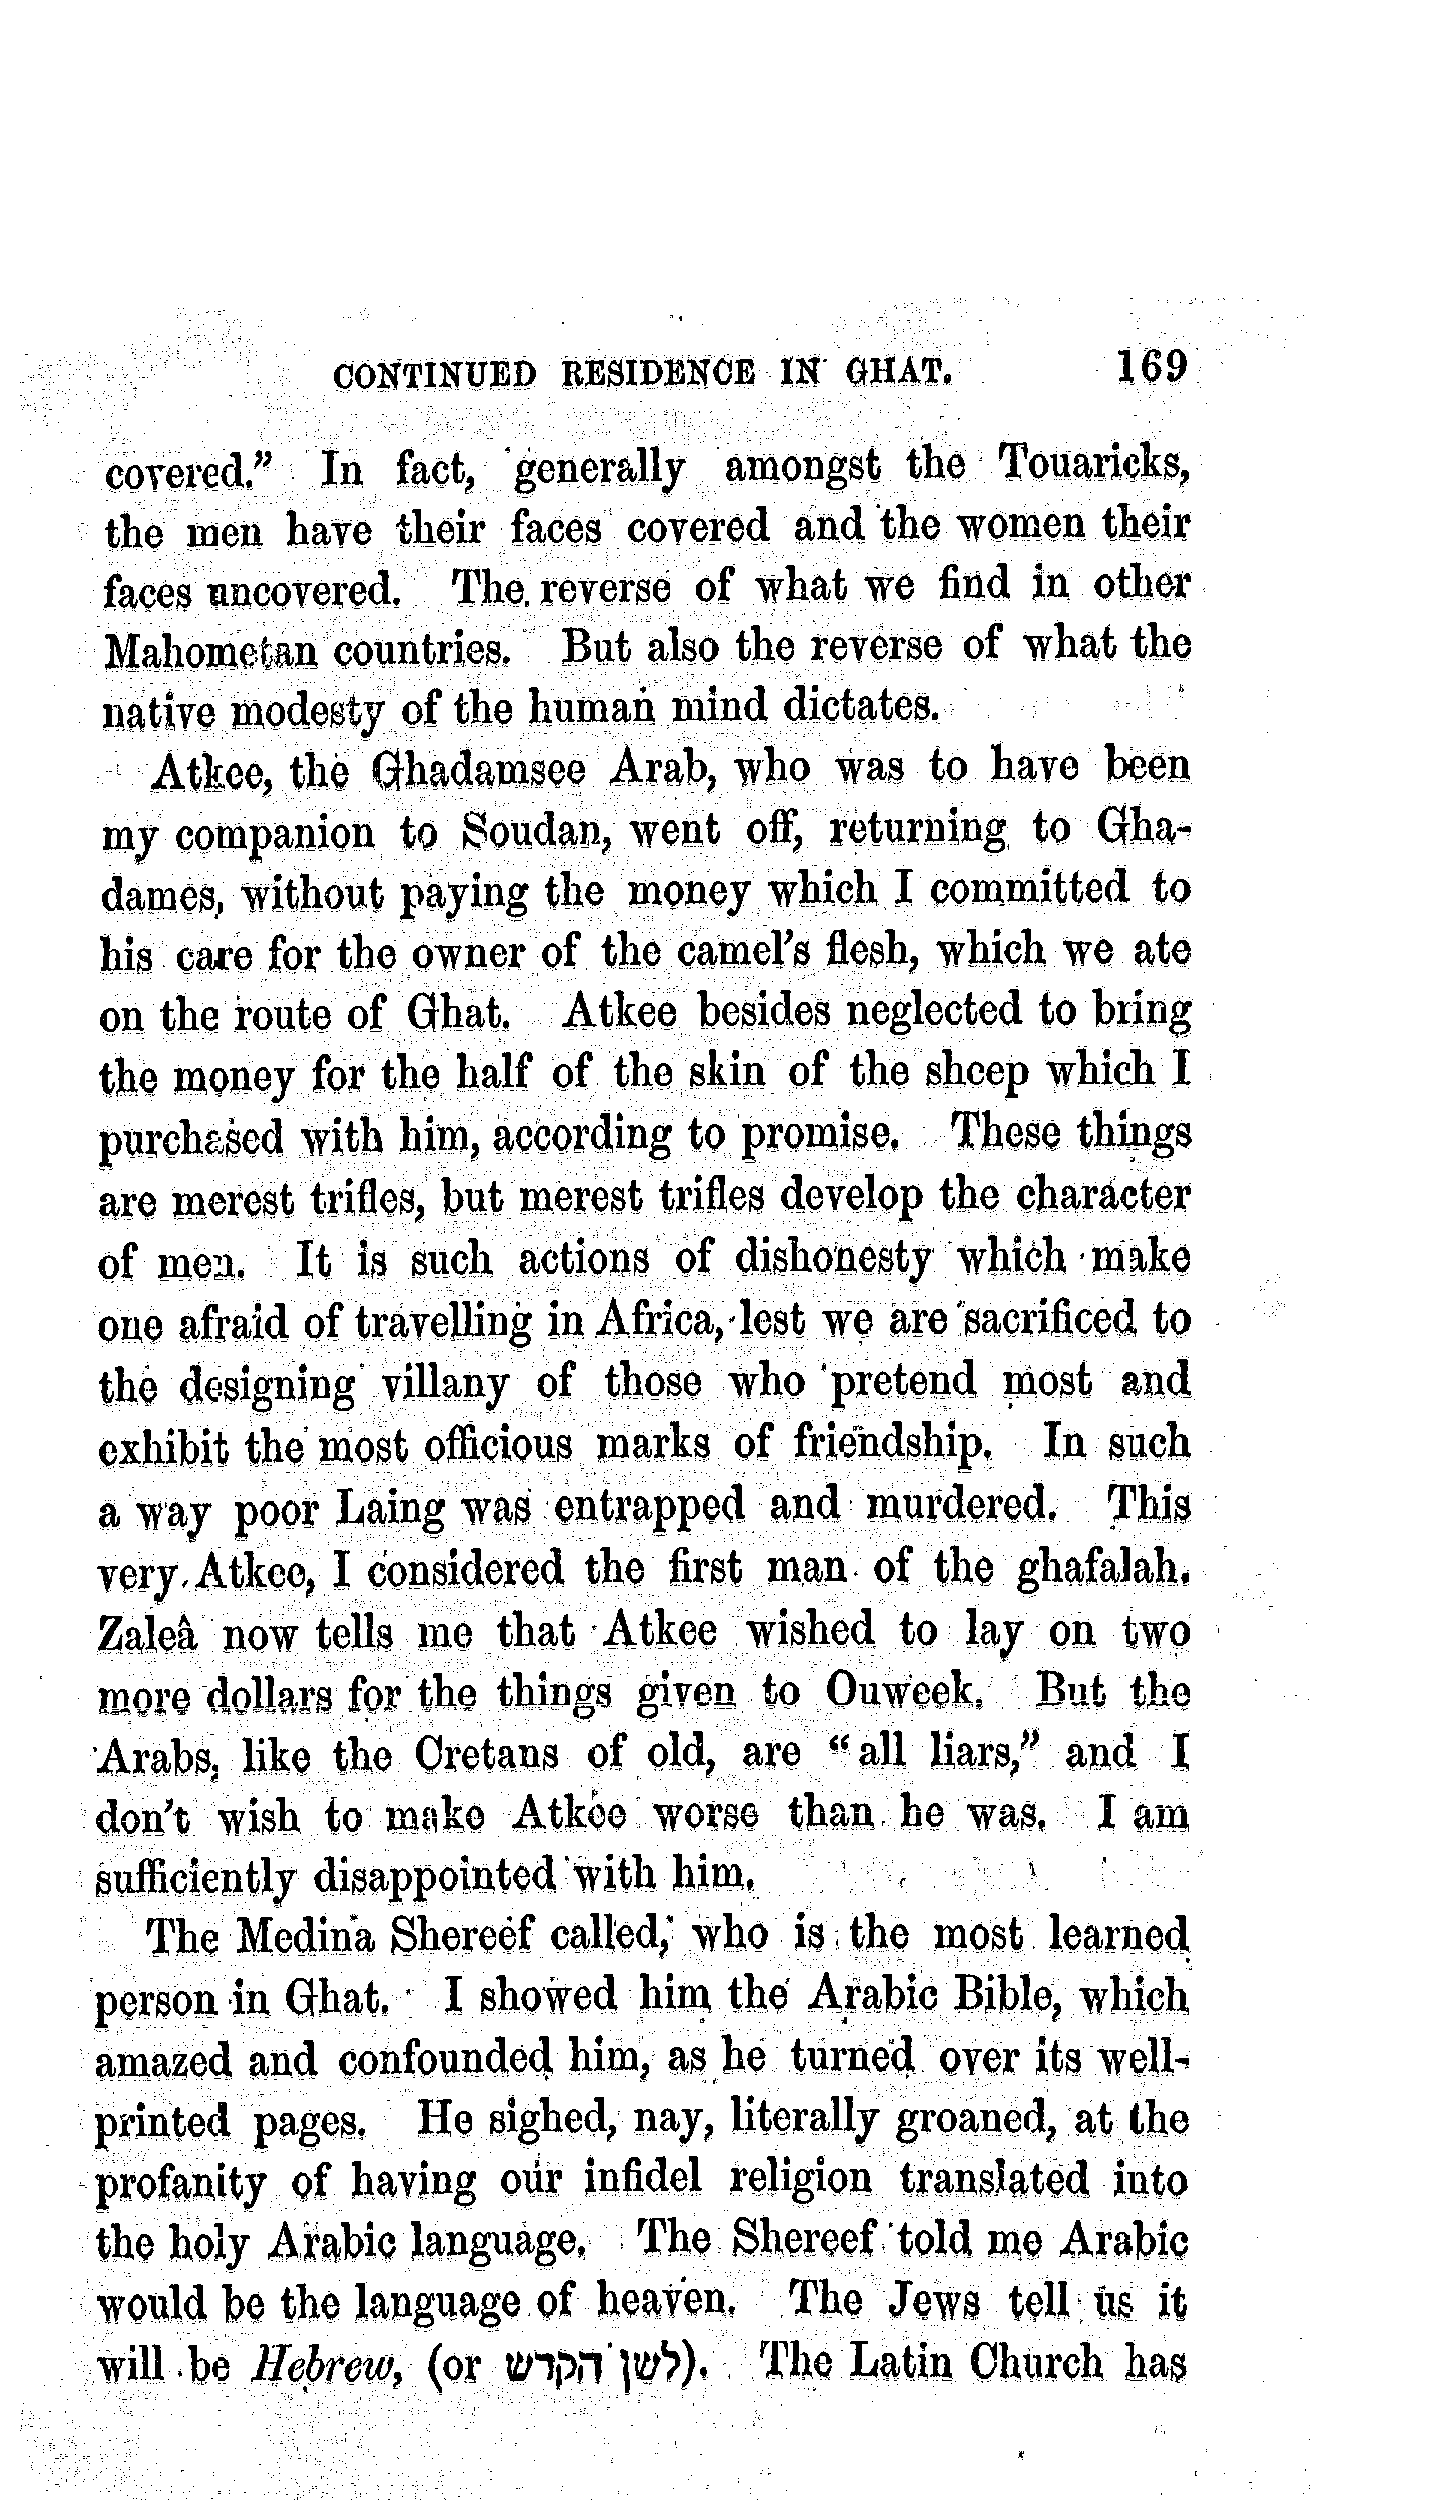 CONTINUED RESIDENCE IN GHAT. 169
covered.” In fact, generally amongst the Touaricks,
the men have their faces covered and the women their
faces uncovered. The reverse of what we find in other
Mahometan countries. But also the reverse of what the
native modesty of the human mind dictates.
Atkee, the Ghadamsee Arab, who was to have been
my companion to Soudan, went off, returning to Gha-
dames, without paying the money which I committed to
his care for the owner of the camel’s flesh, which we ate
on the route of Ghat. Atkee besides neglected to bring
the money for the half of the skin of the sheep which I
purchased with him, according to promise. These things
are merest trifles, but merest trifles develop the character
of men. It is such actions of dishonesty which make
one afraid of travelling in Africa, lest we are sacrificed to
the designing villany of those who pretend most and
exhibit the most officious marks of friendship. In such
a way poor Laing was entrapped and murdered. This
very Atkee, I considered the first man of the ghafalah.
Zaleâ now tells me that Atkee wished to lay on two
more dollars for the things given to Ouweek. But the
Arabs, like the Cretans of old, are “all liars,” and I
don’t wish to make Atkee worse than he was. I am
sufficiently disappointed with him.
The Medina Shereef called, who is the most learned
person in Ghat. I showed him the Arabic Bible, which
amazed and confounded him, as he turned over its well-
printed pages. He sighed, nay, literally groaned, at the
profanity of having our infidel religion translated into
the holy Arabic language. The Shereef told me Arabic
would be the language of heaven. The Jews tell us it
will be Hebrew, (or לשן הקרש). The Latin Church has